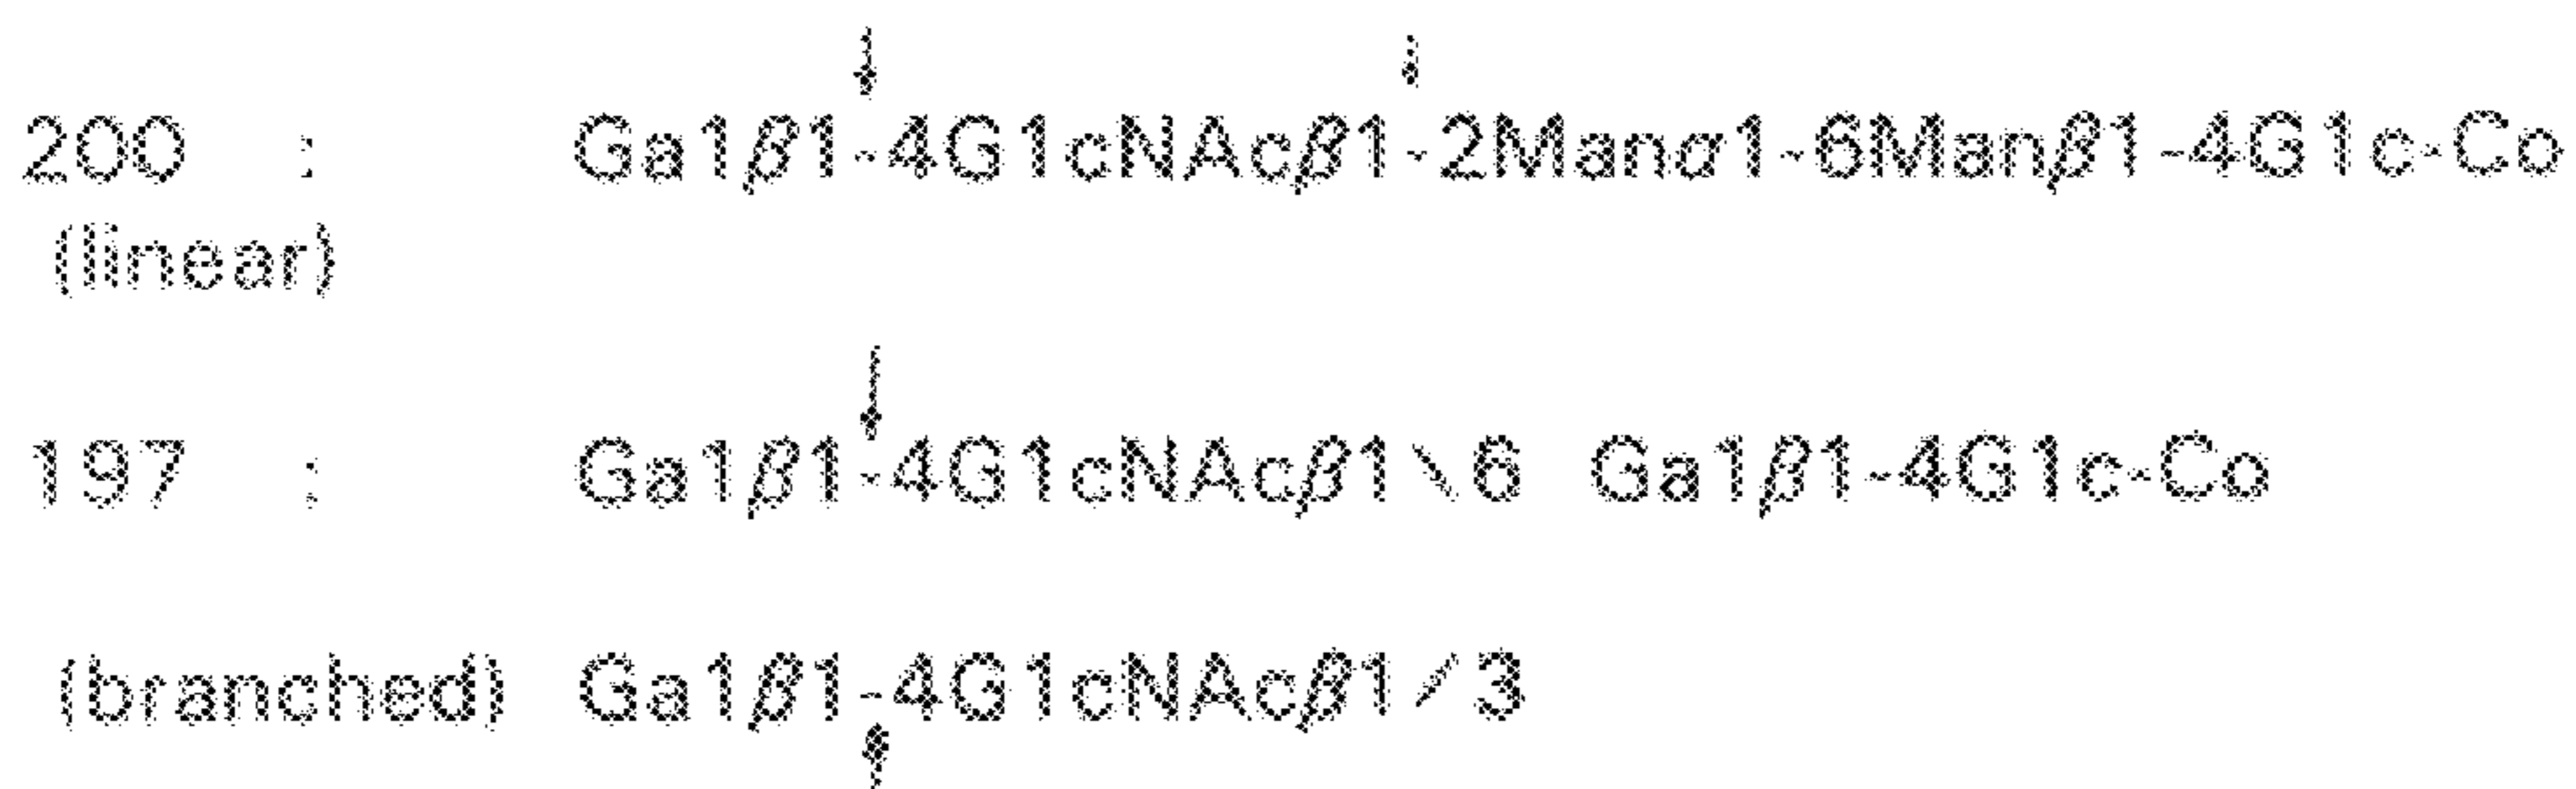 200 : Ga1β1-4G1cNAcβ1-2Manα1-6Manβ1-4G1c-Co
(linear)
197 : Ga1β1-4G1cNAcβ1\6 Ga1β1-4G1c-Co
(branched) Ga1β1-4G1cNAcβ1/3